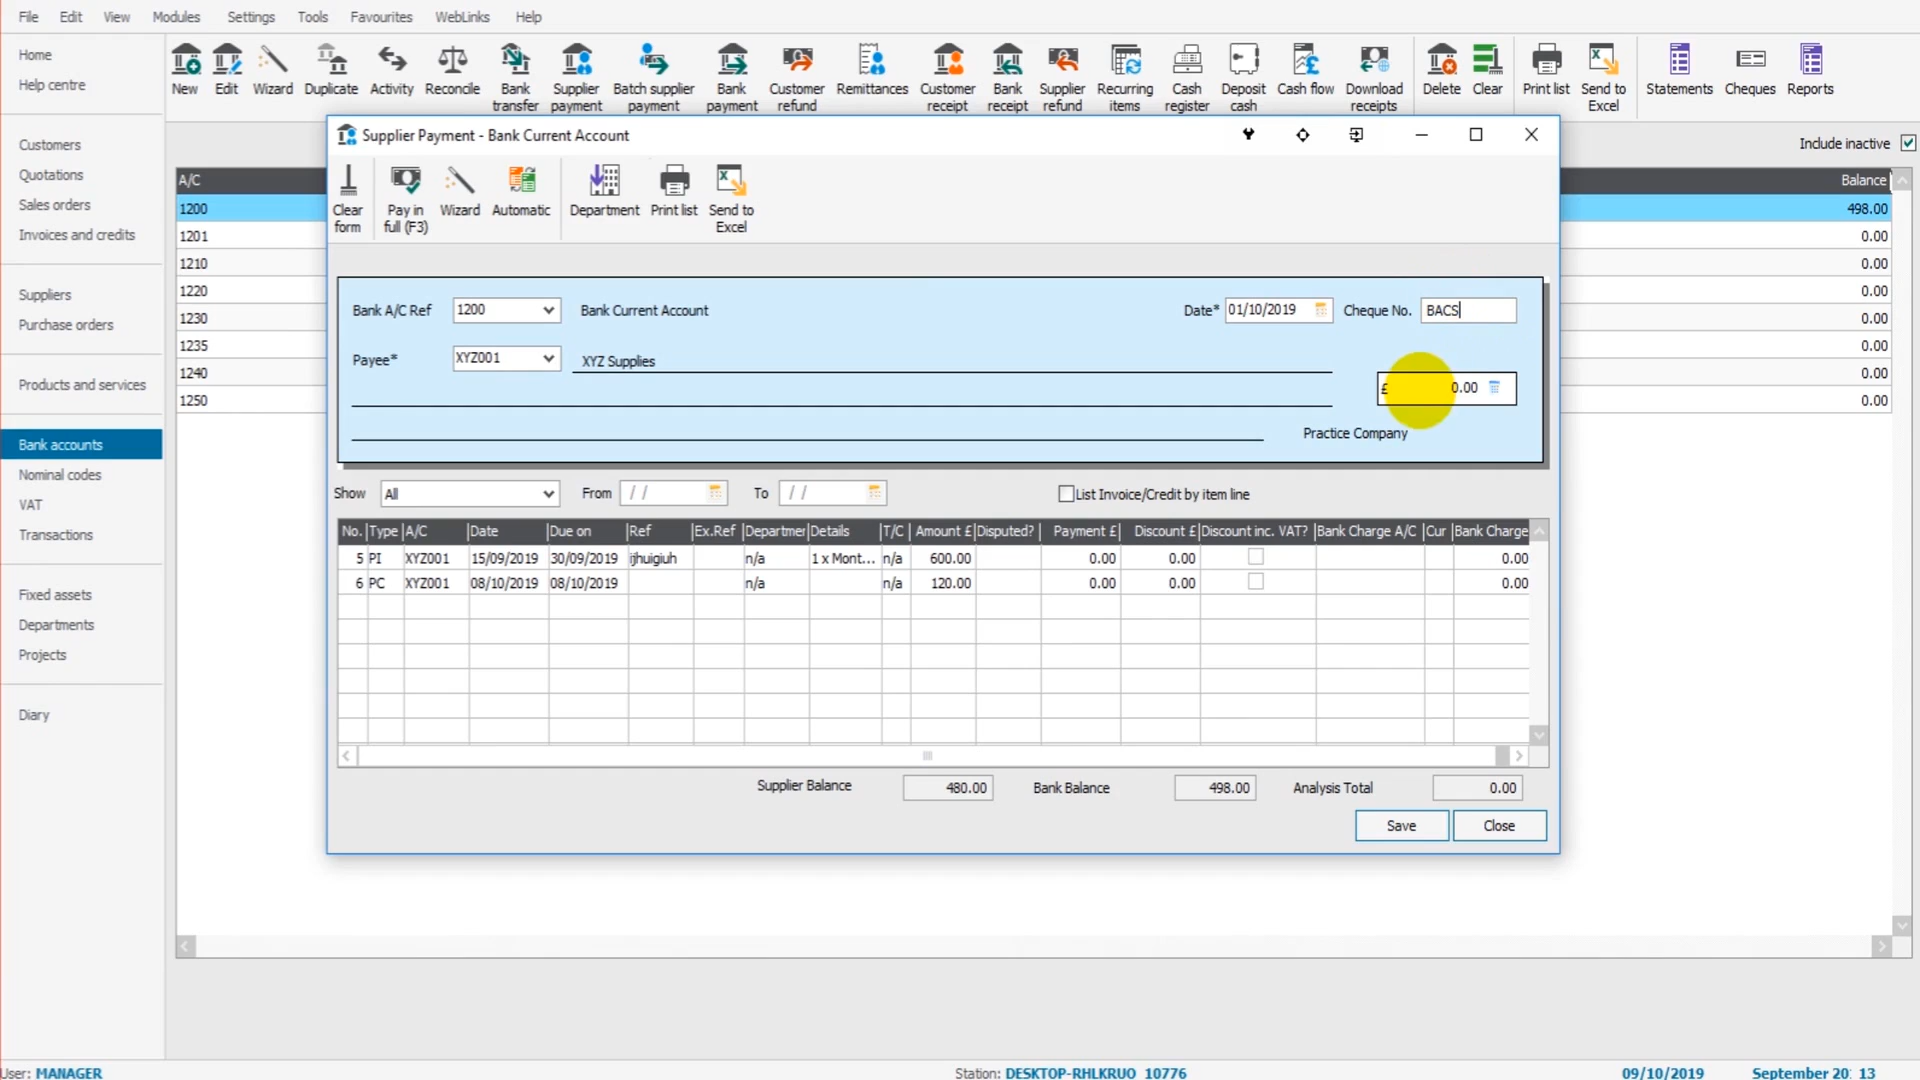 File Edit View Modules Settings Tools Favourites WebLinks Help
Home
Help centre
Customers
Quotations
Sales orders
Invoices and credits
Suppliers
Purchase orders
Products and services
Bank accounts
Nominal codes
VAT
Transactions
Fixed assets
Departments
Projects
Diary
New Edit Wizard Duplicate Activity Reconcile Bank transfer Supplier payment Batch supplier payment Bank payment Customer refund Remittances Customer receipt Bank receipt Supplier refund Recurring items Cash register Deposit cash Cash flow Download receipts Delete Clear Print list Send to Excel Statements Cheques Reports
Include inactive
A/C Balance
1200 498.00
1201 0.00
1210 0.00
1220 0.00
1230 0.00
1235 0.00
1240 0.00
1250 0.00
Supplier Payment - Bank Current Account
Clear form Pay in full (F3) Wizard Automatic Department Print list Send to Excel
Bank A/C Ref 1200 Bank Current Account Date* 01/10/2019 Cheque No. BACS
Payee* XYZ001 XYZ Supplies
£ 0.00
Practice Company
Show All From / / To / / List Invoice/Credit by item line
No. Type A/C Date Due on Ref Ex.Ref Departmer Details T/C Amount £ Disputed? Payment £ Discount £ Discount inc. VAT? Bank Charge A/C Cur Bank Charge
5 PI XYZ001 15/09/2019 30/09/2019 ijhuigiuh n/a 1 x Mont... n/a 600.00 0.00 0.00 0.00
6 PC XYZ001 08/10/2019 08/10/2019 n/a n/a 120.00 0.00 0.00 0.00
Supplier Balance 480.00 Bank Balance 498.00 Analysis Total 0.00
Save Close
User: MANAGER Station: DESKTOP-RHLKRUO 10776 09/10/2019 September 20 13